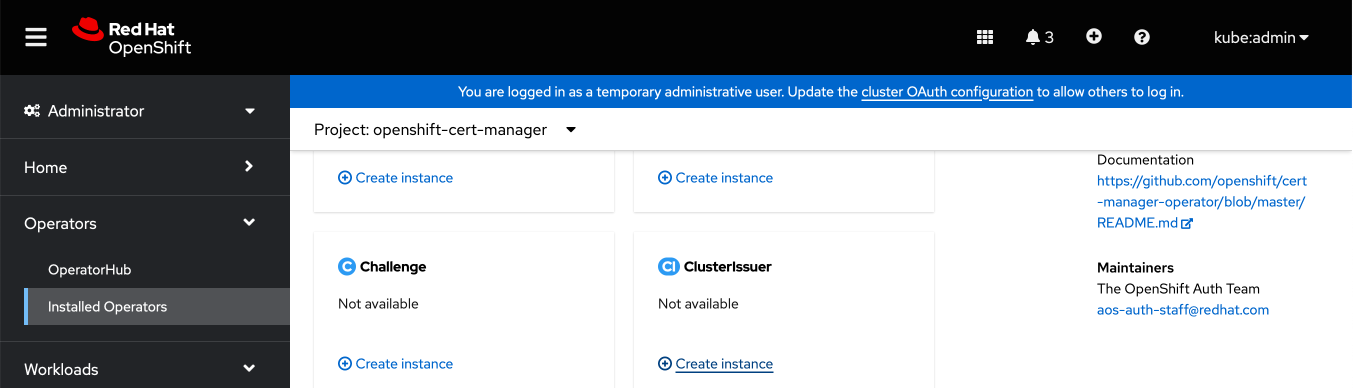 Red Hat
OpenShift
3
kube:admin
Administrator
Home
Operators
OperatorHub
Installed Operators
Workloads
You are logged in as a temporary administrative user. Update the cluster OAuth configuration to allow others to log in.
Project: openshift-cert-manager
Create instance
Create instance
C Challenge
Not available
Create instance
CI ClusterIssuer
Not available
Create instance
Documentation
https://github.com/openshift/cert
-manager-operator/blob/master/
README.md
Maintainers
The OpenShift Auth Team
aos-auth-staff@redhat.com